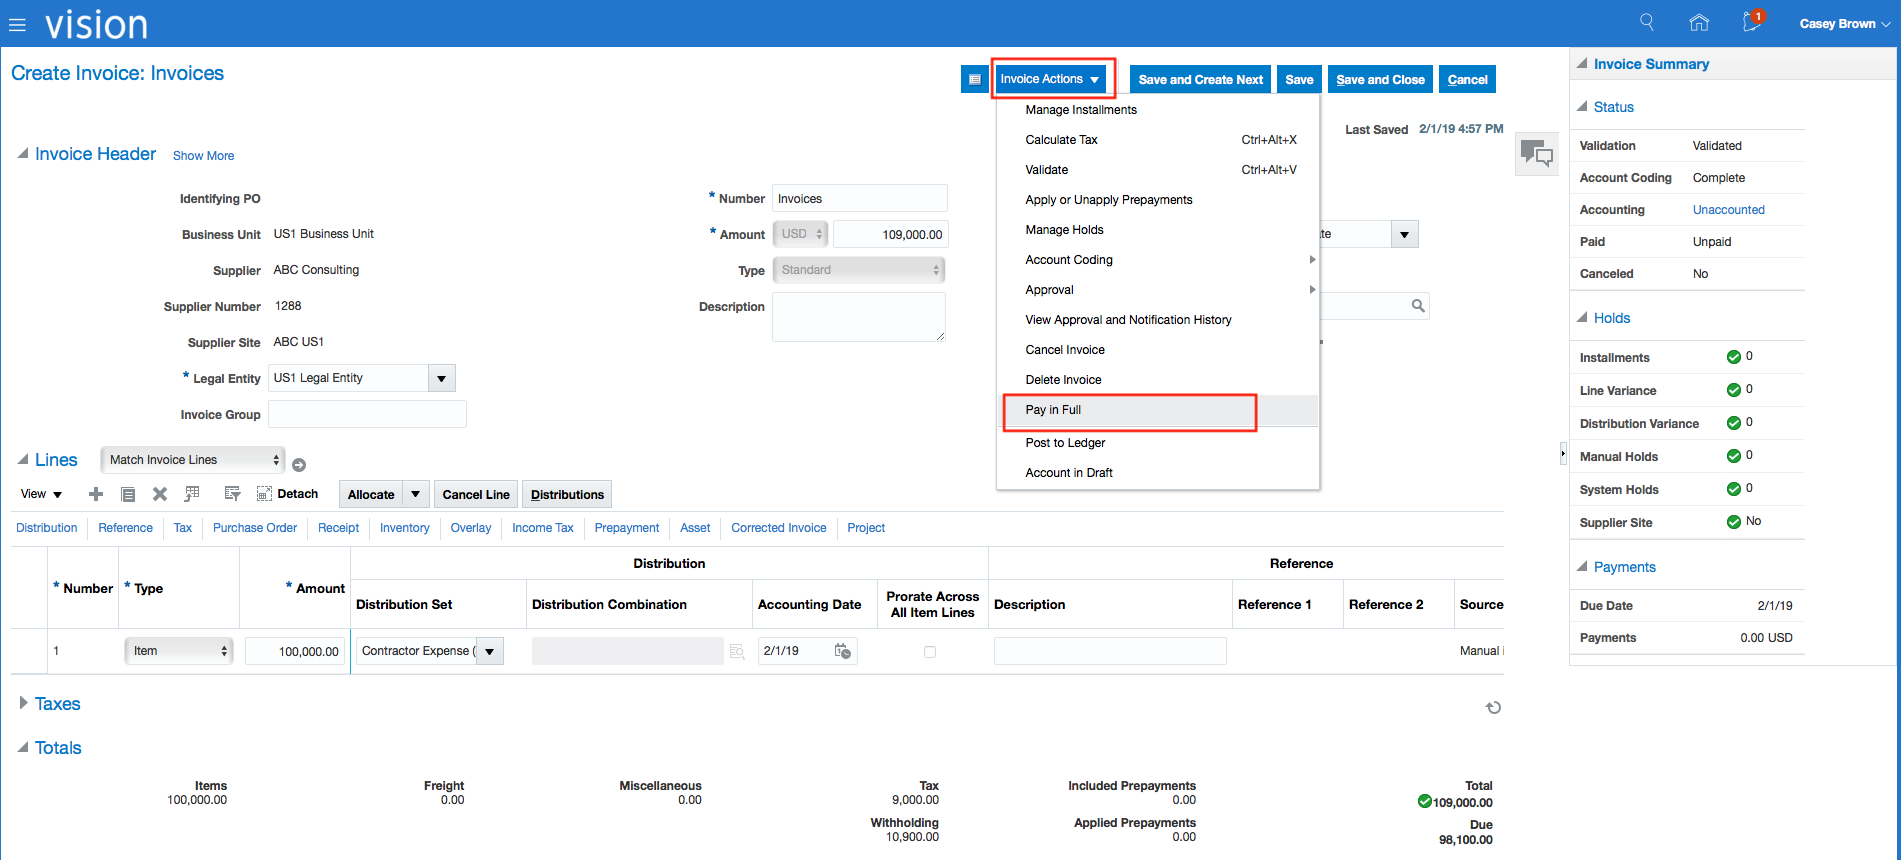 vision
1
Casey Brown
Create Invoice: Invoices
Invoice Actions
Save and Create Next
Save
Save and Close
Cancel
Last Saved 2/1/19 4:57 PM
Manage Installments
Calculate Tax Ctrl+Alt+X
Validate Ctrl+Alt+V
Apply or Unapply Prepayments
Manage Holds
Account Coding
Approval
View Approval and Notification History
Cancel Invoice
Delete Invoice
Pay in Full
Post to Ledger
Account in Draft
Invoice Header Show More
Identifying PO
Business Unit US1 Business Unit
Supplier ABC Consulting
Supplier Number 1288
Supplier Site ABC US1
* Legal Entity US1 Legal Entity
Invoice Group
* Number Invoices
* Amount USD 109,000.00
Type Standard
Description
Lines Match Invoice Lines
View Detach Allocate Cancel Line Distributions
Distribution Reference Tax Purchase Order Receipt Inventory Overlay Income Tax Prepayment Asset Corrected Invoice Project
Distribution Reference
* Number * Type * Amount Distribution Set Distribution Combination Accounting Date Prorate Across All Item Lines Description Reference 1 Reference 2 Source
1 Item 100,000.00 Contractor Expense ( 2/1/19 Manual
Taxes
Totals
Items Freight Miscellaneous Tax Included Prepayments Total
100,000.00 0.00 0.00 9,000.00 0.00 109,000.00
Withholding Applied Prepayments Due
10,900.00 0.00 98,100.00
Invoice Summary
Status
Validation Validated
Account Coding Complete
Accounting Unaccounted
Paid Unpaid
Canceled No
Holds
Installments 0
Line Variance 0
Distribution Variance 0
Manual Holds 0
System Holds 0
Supplier Site No
Payments
Due Date 2/1/19
Payments 0.00 USD